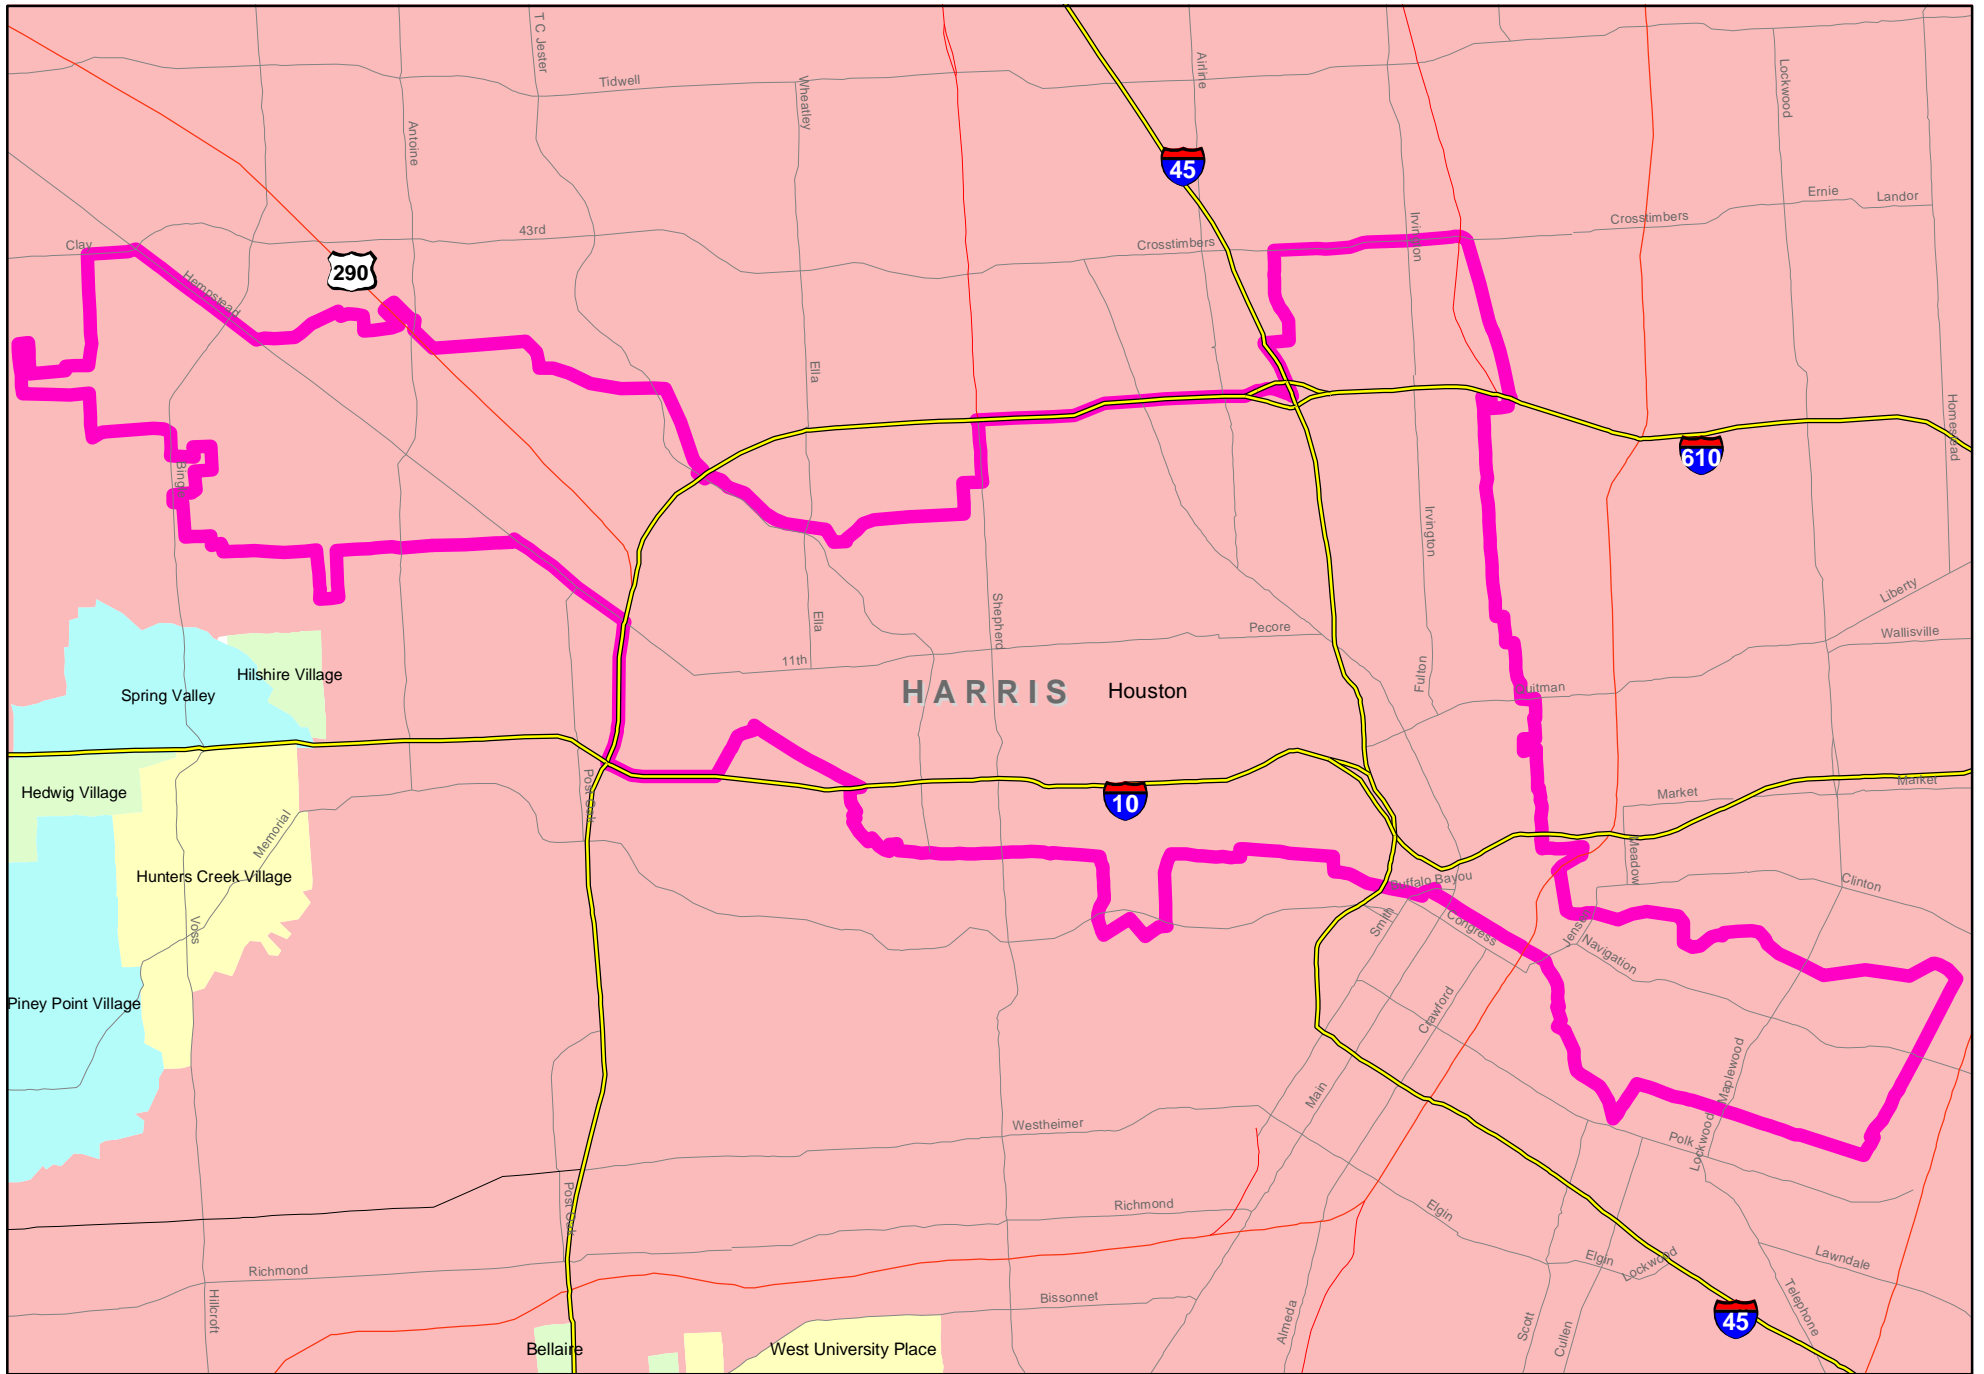 T C Jester
Tidwell
Wheatley
Airline
Lockwood
Antoine
45
Ernie
Landor
Crosstimbers
Irvington
43rd
Crosstimbers
Clay
290
Hempstead
Ella
Homestead
610
Bingle
Irvington
Liberty
Ella
Shepherd
Pecore
Wallisville
11th
Hilshire Village
Fulton
HARRIS
Houston
Spring Valley
Quitman
Post Oak
Hedwig Village
10
Market
Market
Memorial
Meadow
Hunters Creek Village
Buffalo Bayou
Clinton
Voss
Smith
Congress
Jensen
Navigation
Piney Point Village
Crawford
Main
Maplewood
Westheimer
Polk
Lockwood
Post Oak
Richmond
Elgin
Elgin
Lockwood
Lawndale
Richmond
Hillcroft
Bissonnet
Almeda
Scott
Cullen
Telephone
45
Bellaire
West University Place